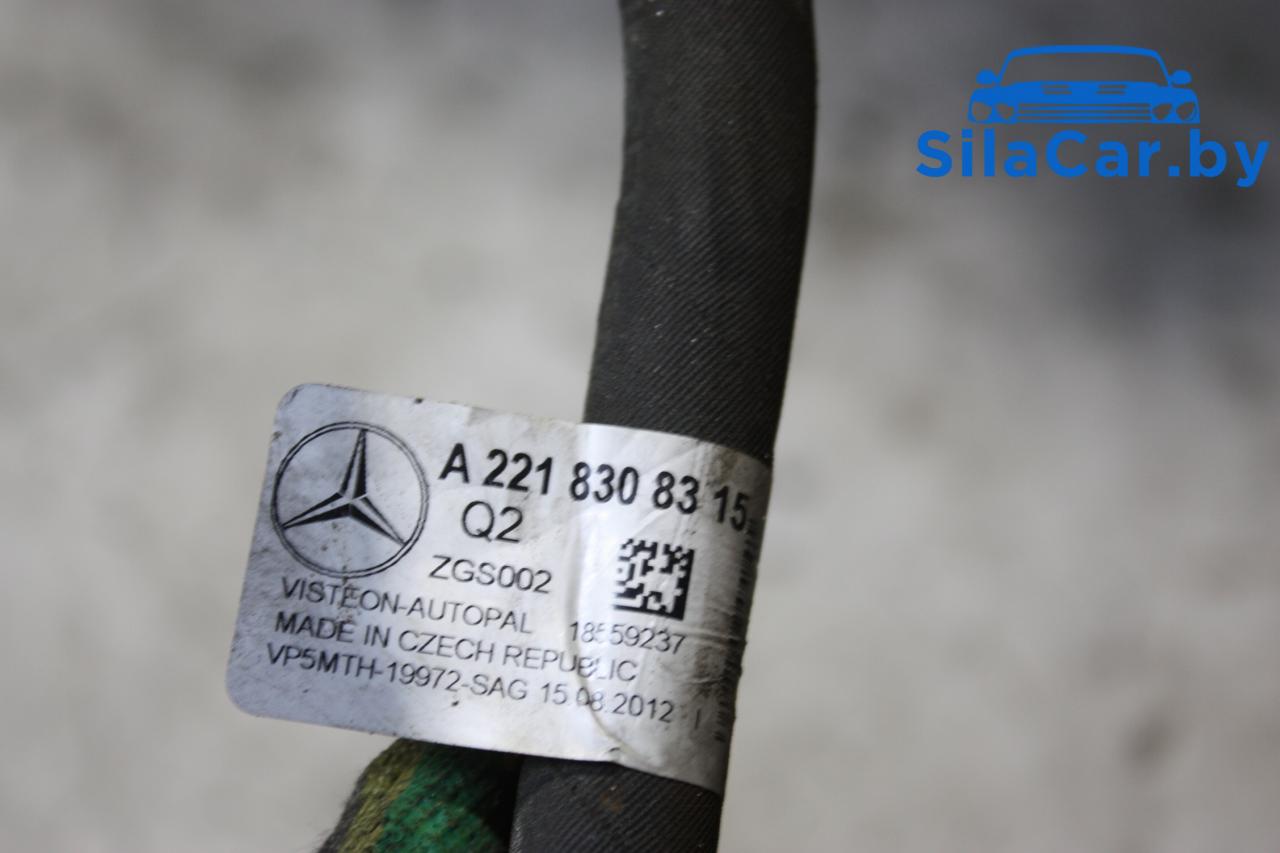 SilaCar.by
A 221 830 83 15
Q2
ZGS002
VISTEON-AUTOPAL 18559237
MADE IN CZECH REPUBLIC
VP5MTH-19972-SAG 15.08.2012